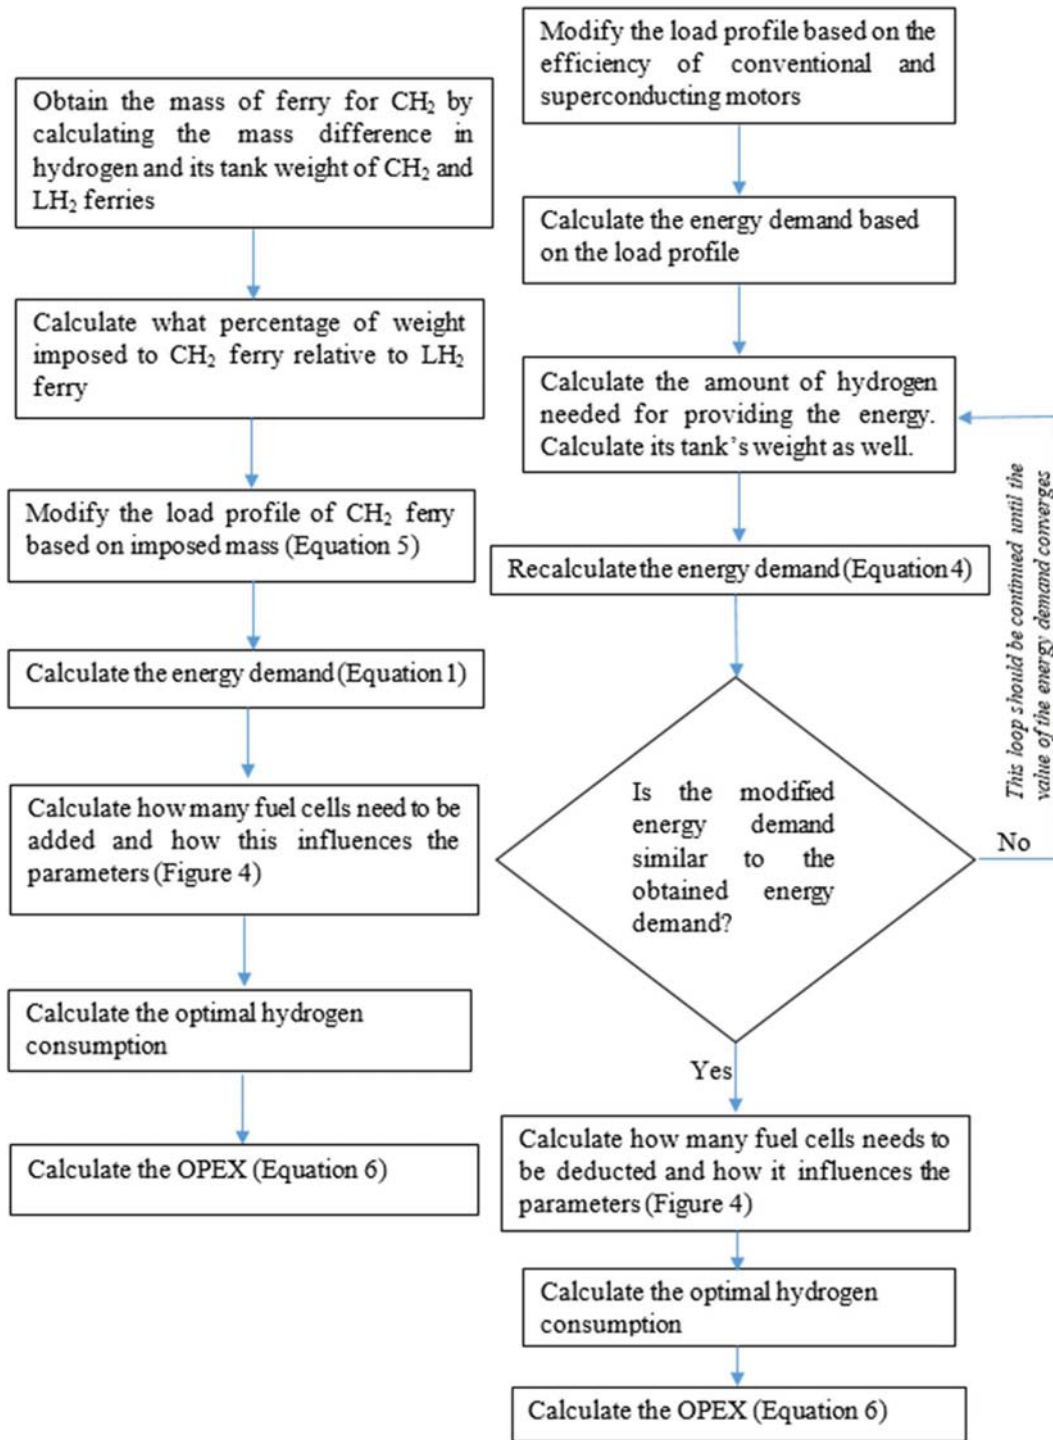 Obtain the mass of ferry for CH₂ by
calculating the mass difference in
hydrogen and its tank weight of CH₂ and
LH₂ ferries
Calculate what percentage of weight
imposed to CH₂ ferry relative to LH₂
ferry
Modify the load profile of CH₂ ferry
based on imposed mass (Equation 5)
Calculate the energy demand (Equation 1)
Calculate how many fuel cells need to be
added and how this influences the
parameters (Figure 4)
Calculate the optimal hydrogen
consumption
Calculate the OPEX (Equation 6)
Modify the load profile based on the
efficiency of conventional and
superconducting motors
Calculate the energy demand based
on the load profile
Calculate the amount of hydrogen
needed for providing the energy.
Calculate its tank's weight as well.
Recalculate the energy demand (Equation 4)
Is the modified
energy demand
similar to the
obtained energy
demand?
No
This loop should be continued until the
value of the energy demand converges
Yes
Calculate how many fuel cells needs to
be deducted and how it influences the
parameters (Figure 4)
Calculate the optimal hydrogen
consumption
Calculate the OPEX (Equation 6)